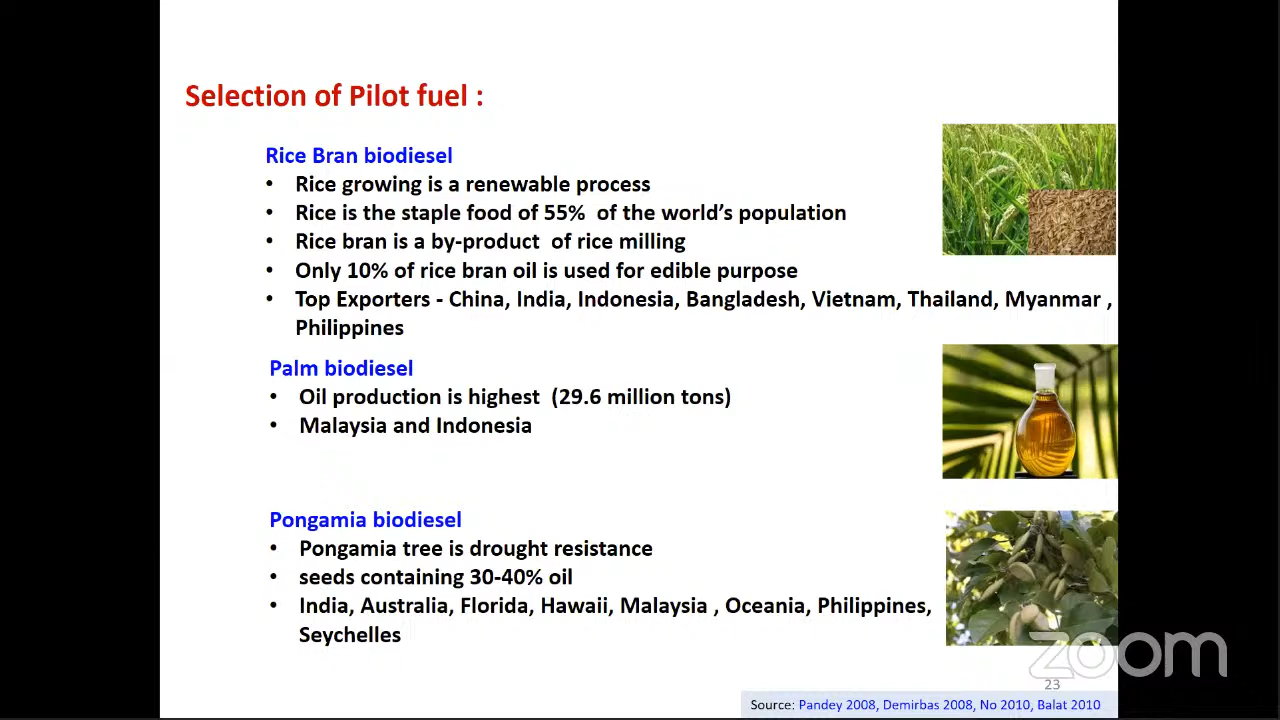 Selection of Pilot fuel :
Rice Bran biodiesel
• Rice growing is a renewable process
• Rice is the staple food of 55% of the world’s population
• Rice bran is a by-product of rice milling
• Only 10% of rice bran oil is used for edible purpose
• Top Exporters - China, India, Indonesia, Bangladesh, Vietnam, Thailand, Myanmar ,
Philippines
Palm biodiesel
• Oil production is highest (29.6 million tons)
• Malaysia and Indonesia
Pongamia biodiesel
• Pongamia tree is drought resistance
• seeds containing 30-40% oil
• India, Australia, Florida, Hawaii, Malaysia , Oceania, Philippines,
Seychelles
zoom
23
Source: Pandey 2008, Demirbas 2008, No 2010, Balat 2010